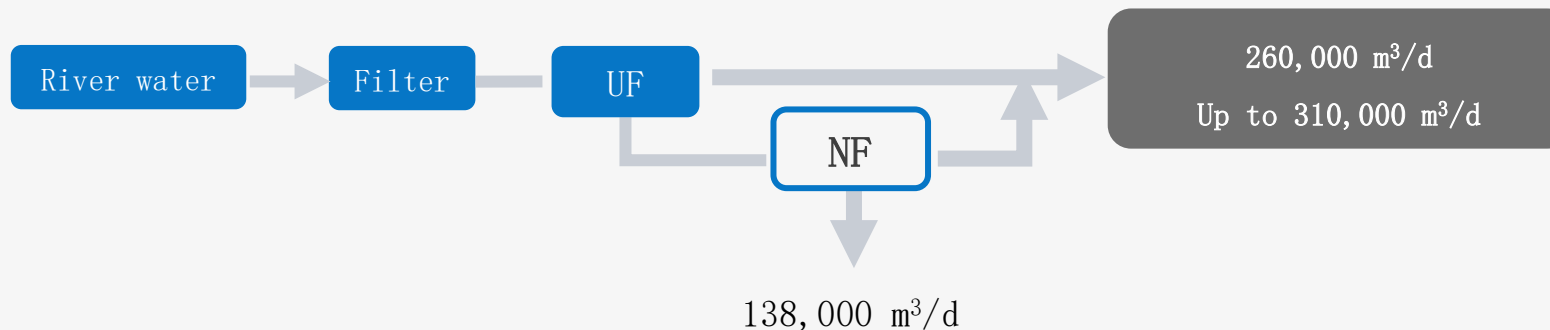 River water
Filter
UF
NF
260,000 m³/d
Up to 310,000 m³/d
138,000 m³/d